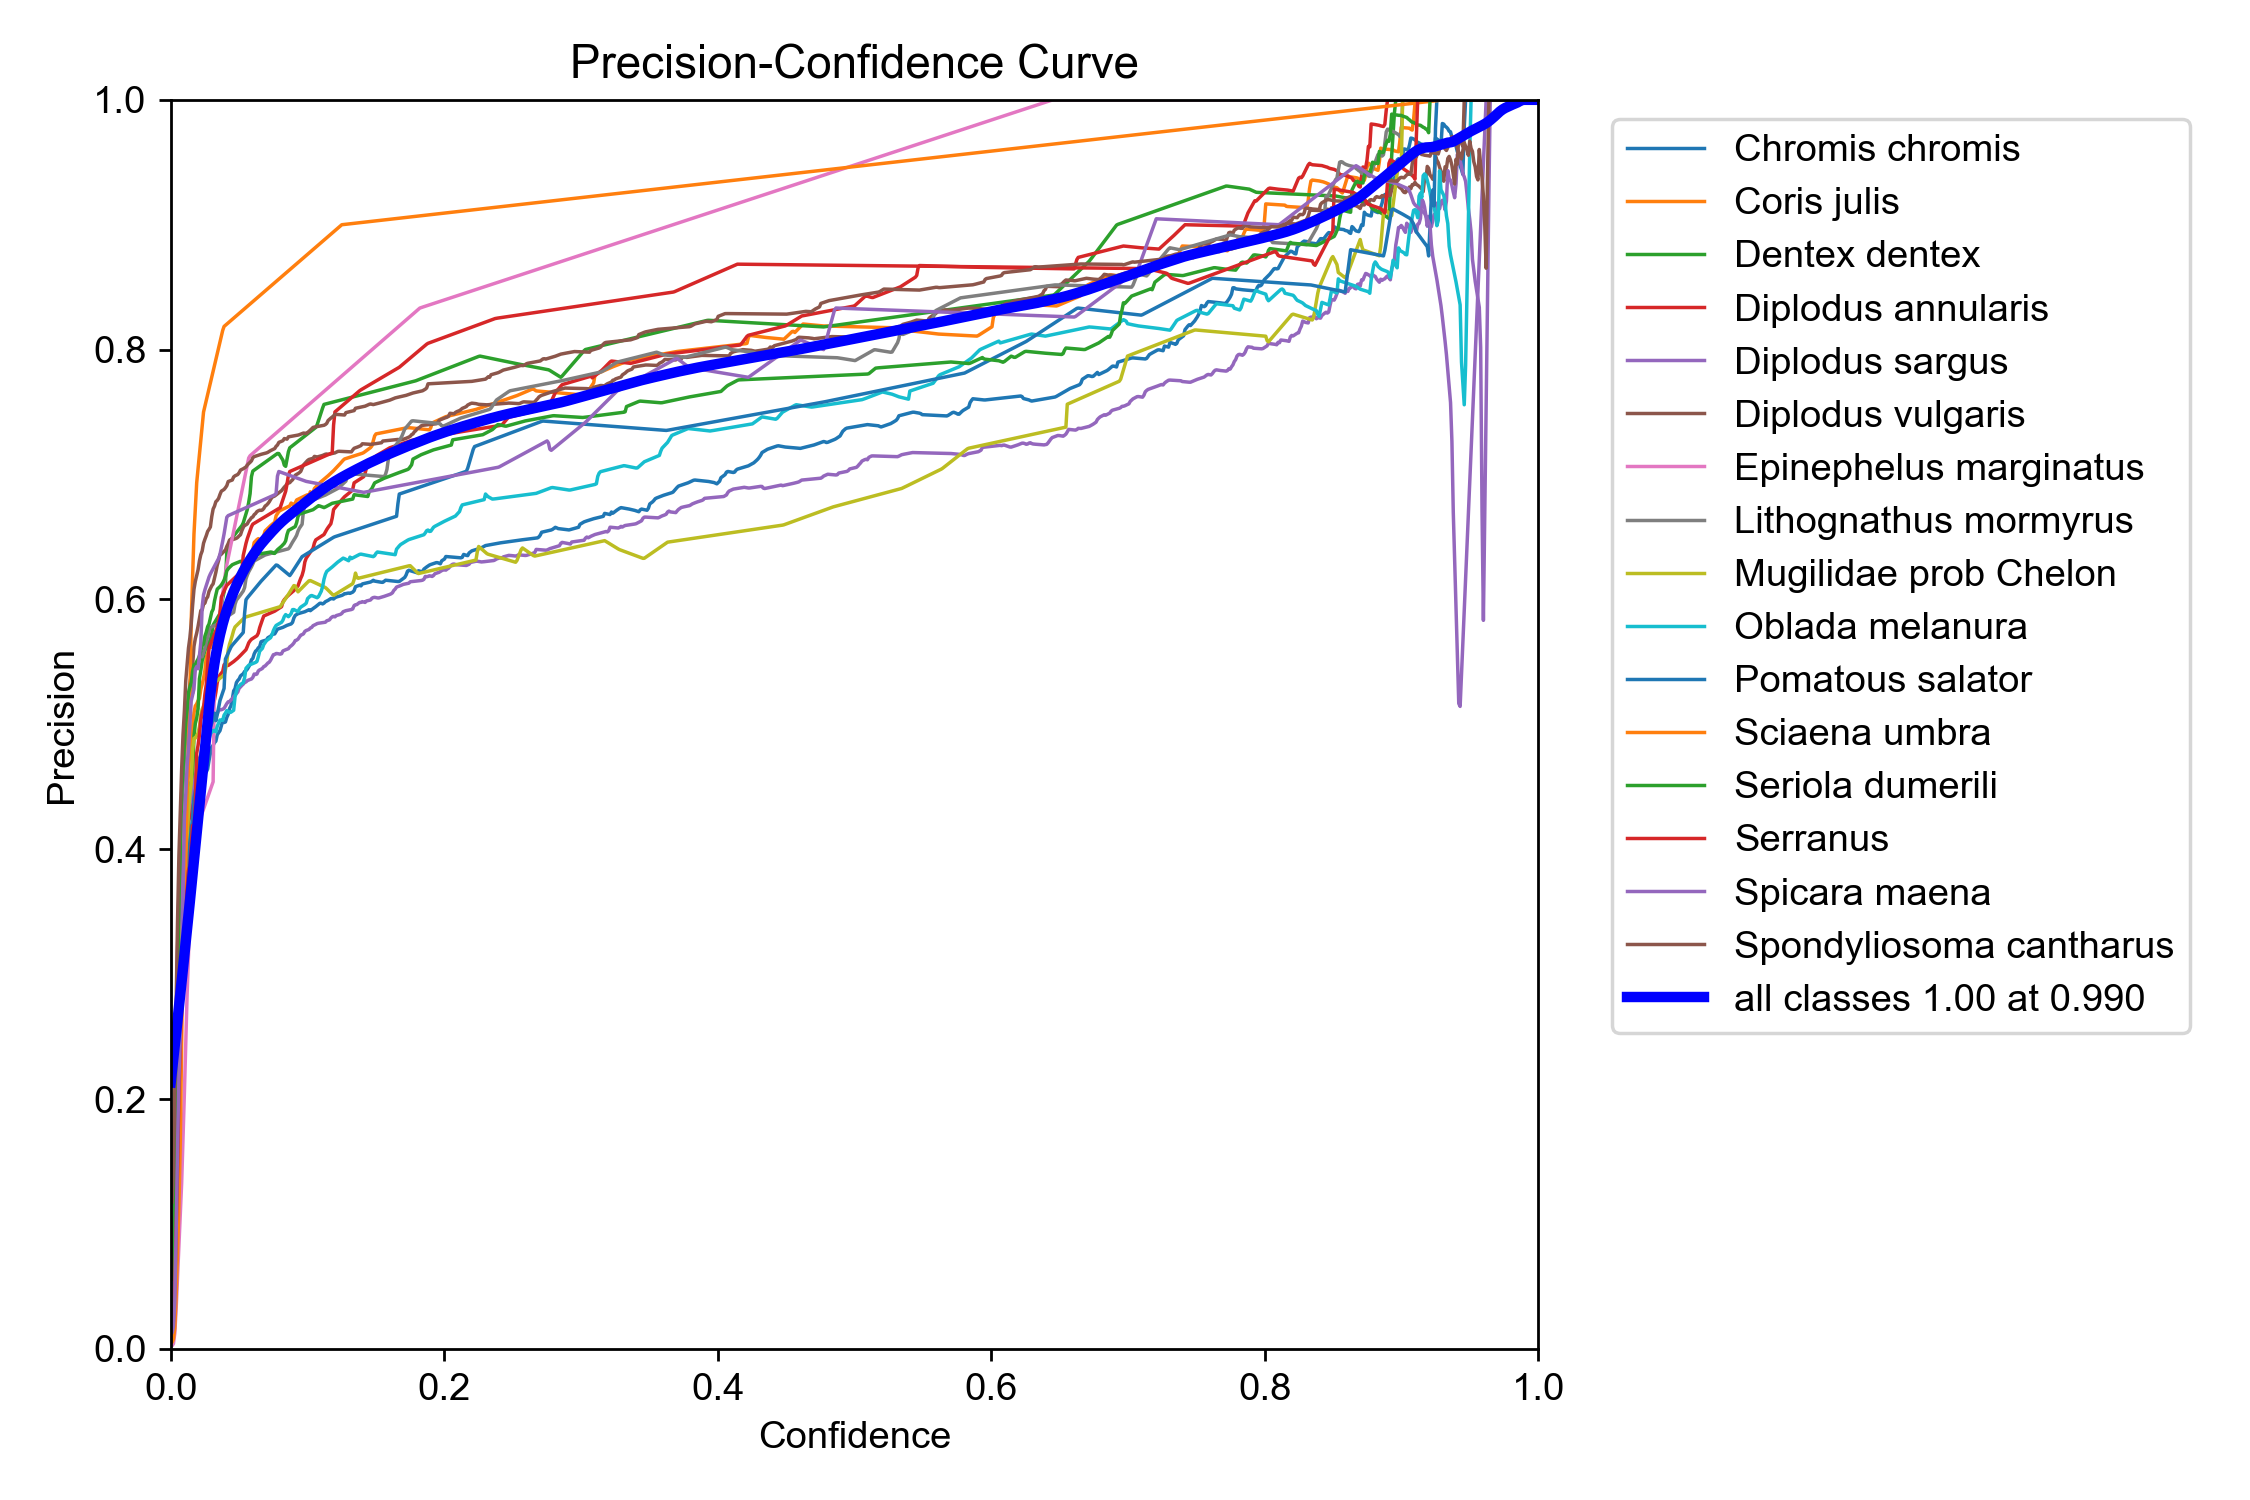 Precision-Confidence Curve
1.0
0.8
0.6
0.4
0.2
0.0
Precision
0.0 0.2 0.4 0.6 0.8 1.0
Confidence
Chromis chromis
Coris julis
Dentex dentex
Diplodus annularis
Diplodus sargus
Diplodus vulgaris
Epinephelus marginatus
Lithognathus mormyrus
Mugilidae prob Chelon
Oblada melanura
Pomatous salator
Sciaena umbra
Seriola dumerili
Serranus
Spicara maena
Spondyliosoma cantharus
all classes 1.00 at 0.990